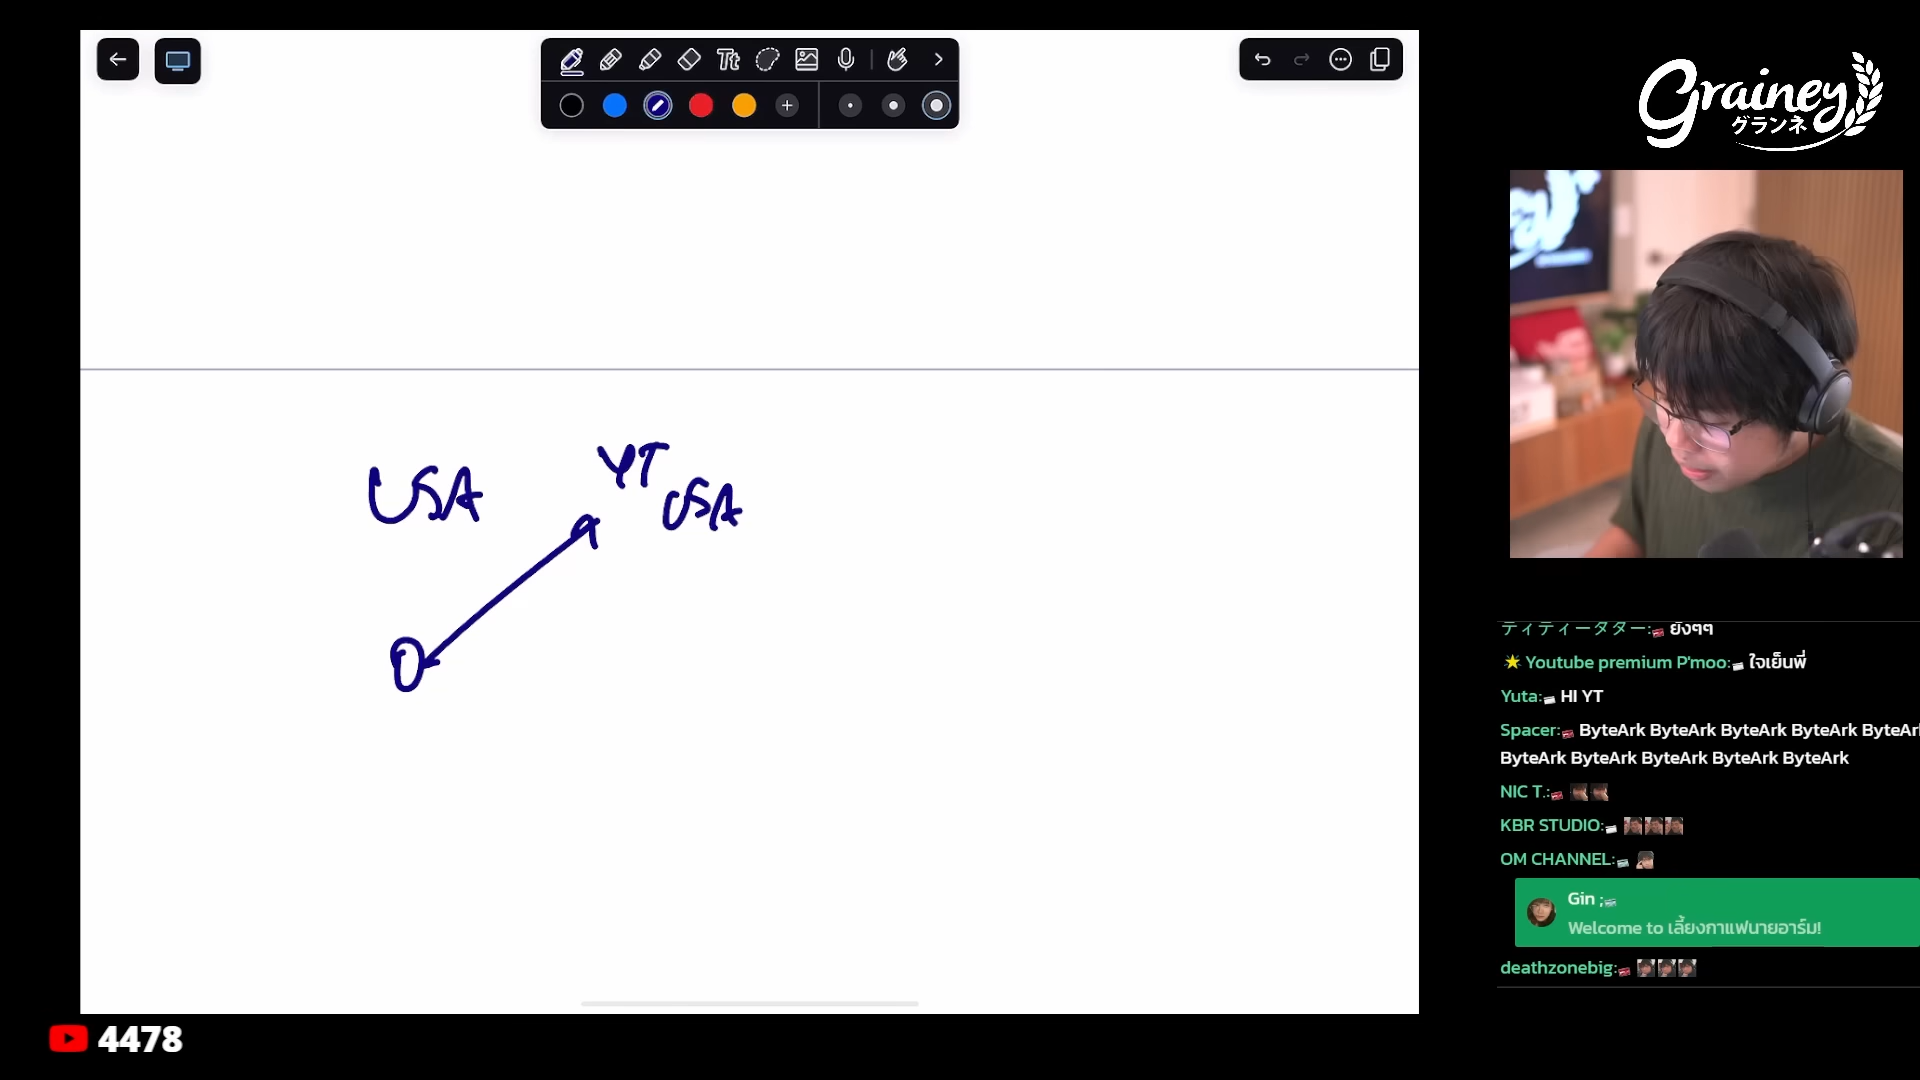 Tt
Grainey
グランネ
USA
YT
USA
ティティータター: ยังๆๆ
Youtube premium P'moo: ใจเย็นพี่
Yuta: HI YT
Spacer: ByteArk ByteArk ByteArk ByteArk ByteArk
ByteArk ByteArk ByteArk ByteArk ByteArk
NIC T.:
KBR STUDIO:
OM CHANNEL:
Gin ;
Welcome to เลี้ยงกาแฟนายอาร์ม!
deathzonebig:
4478